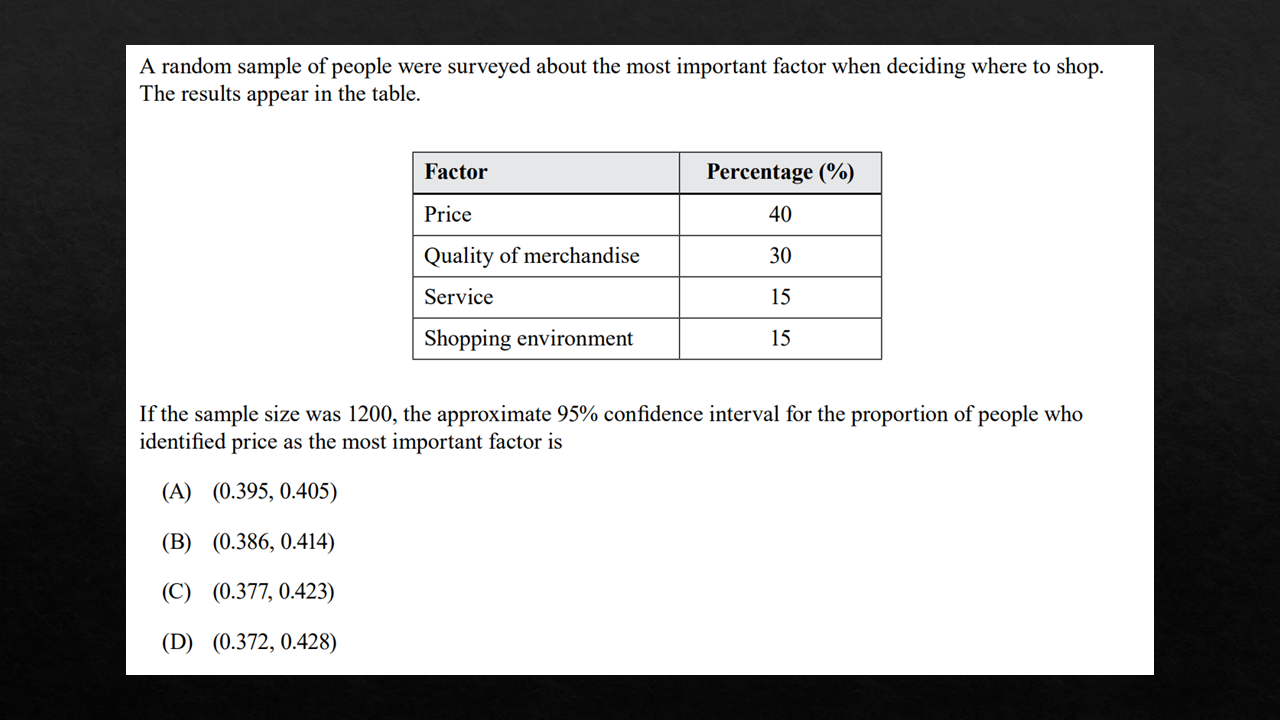 A random sample of people were surveyed about the most important factor when deciding where to shop.
The results appear in the table.
Factor Percentage (%)
Price 40
Quality of merchandise 30
Service 15
Shopping environment 15
If the sample size was 1200, the approximate 95% confidence interval for the proportion of people who
identified price as the most important factor is
(A) (0.395, 0.405)
(B) (0.386, 0.414)
(C) (0.377, 0.423)
(D) (0.372, 0.428)